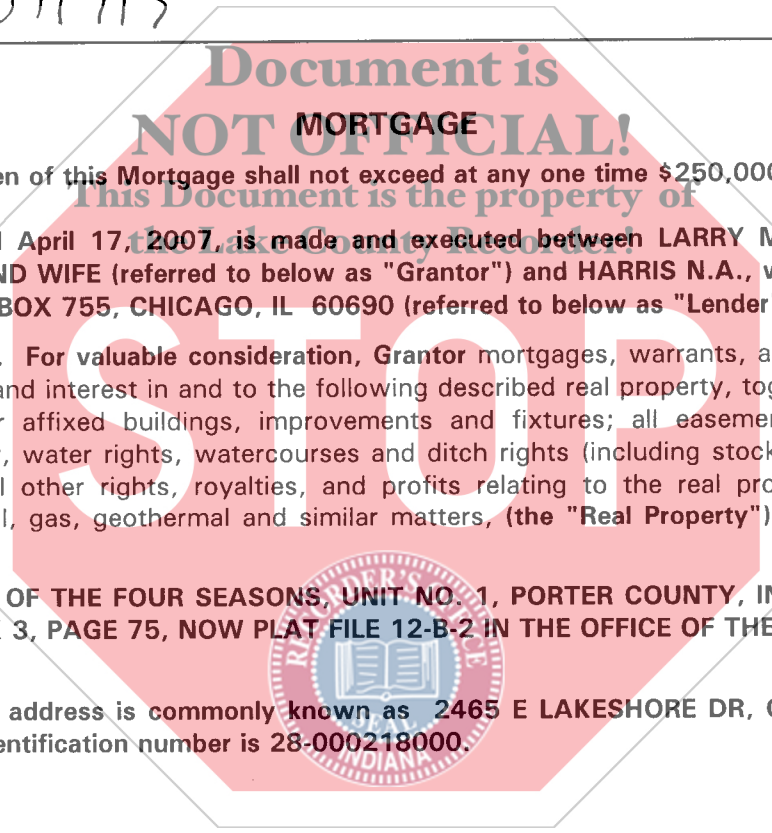 Document is
NOT OFFICIAL!
MORTGAGE
en of this Mortgage shall not exceed at any one time $250,000
This Document is the property of
the Lake County Recorder!
April 17, 2007, is made and executed between LARRY M
ND WIFE (referred to below as "Grantor") and HARRIS N.A., w
BOX 755, CHICAGO, IL 60690 (referred to below as "Lender
. For valuable consideration, Grantor mortgages, warrants, a
and interest in and to the following described real property, tog
r affixed buildings, improvements and fixtures; all easemen
, water rights, watercourses and ditch rights (including stock
l other rights, royalties, and profits relating to the real pro
l, gas, geothermal and similar matters, (the "Real Property")
STOP
OF THE FOUR SEASONS, UNIT NO. 1, PORTER COUNTY, IN
3, PAGE 75, NOW PLAT FILE 12-B-2 IN THE OFFICE OF THE
RECORDER'S OFFICE
address is commonly known as 2465 E LAKESHORE DR, C
entification number is 28-000218000.
SEAL
INDIANA